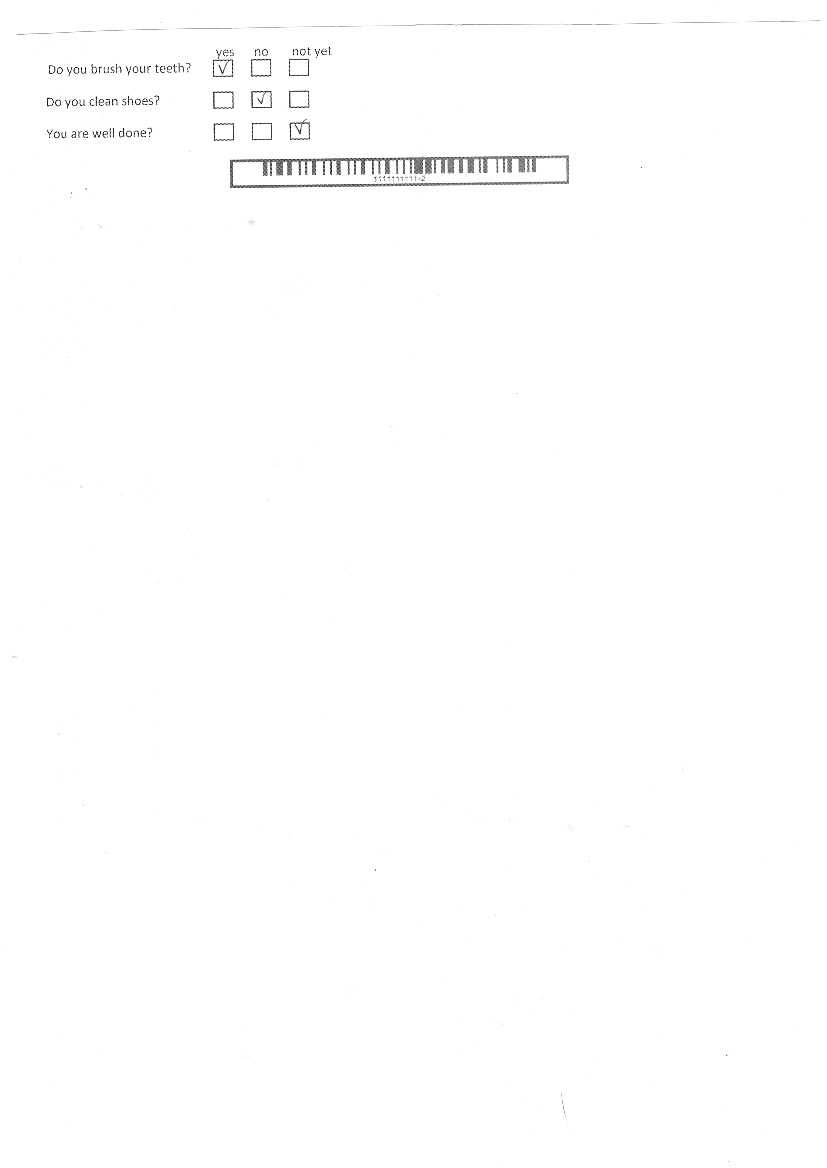 yes no not yet
Do you brush your teeth?
Do you clean shoes?
You are well done?
1111111111-2